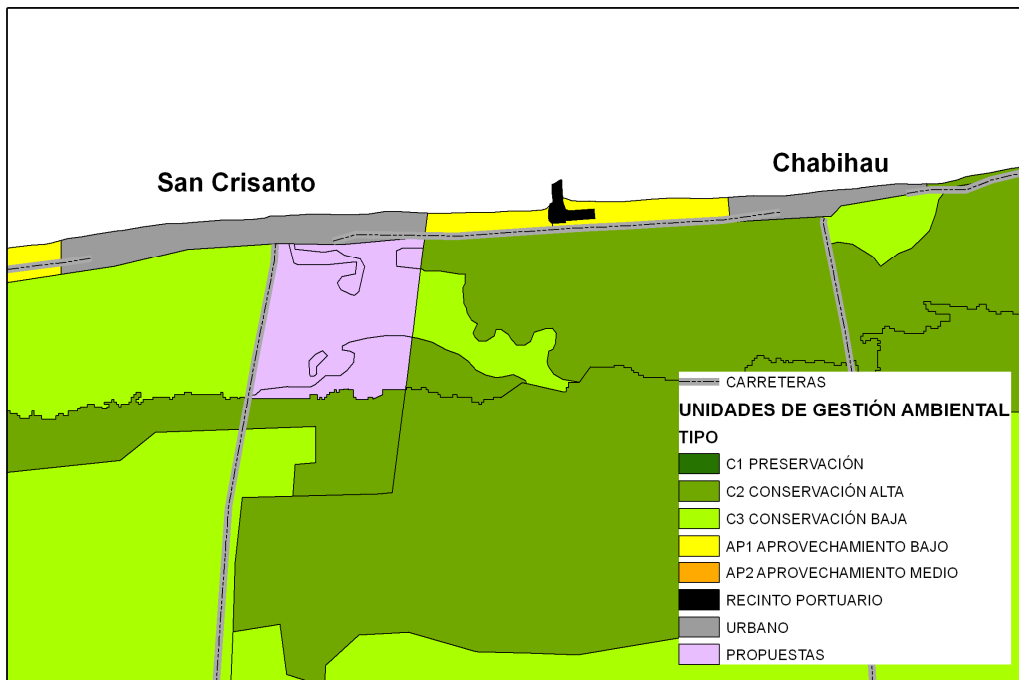 Chabihau
San Crisanto
CARRETERAS
UNIDADES DE GESTIÓN AMBIENTAL
TIPO
C1 PRESERVACIÓN
C2 CONSERVACIÓN ALTA
C3 CONSERVACIÓN BAJA
AP1 APROVECHAMIENTO BAJO
AP2 APROVECHAMIENTO MEDIO
RECINTO PORTUARIO
URBANO
PROPUESTAS